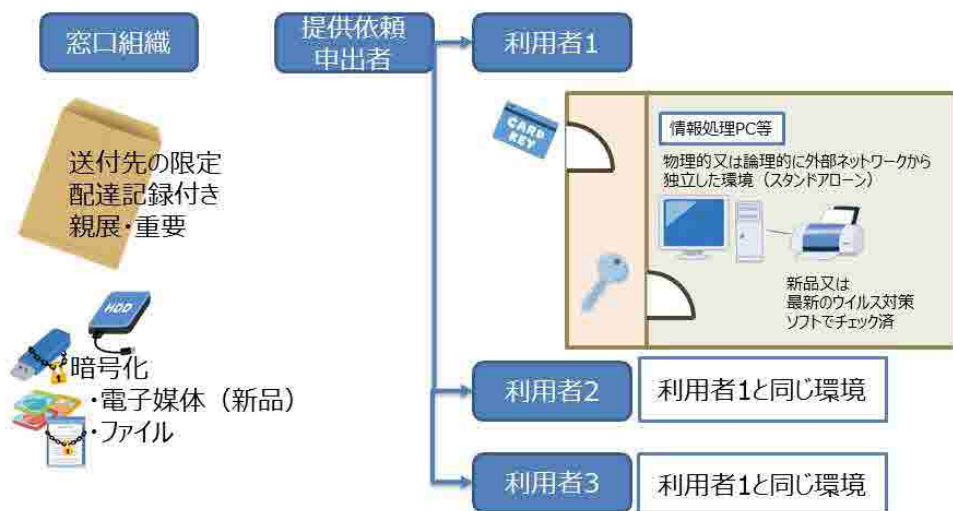 窓口組織
提供依頼
申出者
利用者1
送付先の限定
配達記録付き
親展・重要
CARD
KEY
情報処理PC等
物理的又は論理的に外部ネットワークから
独立した環境（スタンドアローン）
新品又は
最新のウイルス対策
ソフトでチェック済
HDD
暗号化
・電子媒体（新品）
・ファイル
利用者2
利用者1と同じ環境
利用者3
利用者1と同じ環境